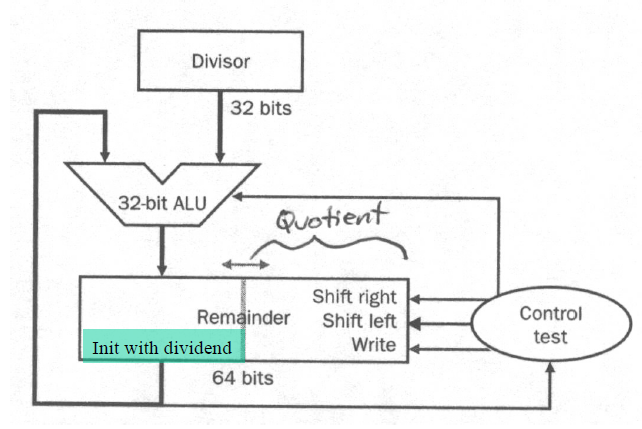 Divisor
32 bits
32-bit ALU
Quotient
Shift right
Remainder
Shift left
Write
Init with dividend
64 bits
Control
test